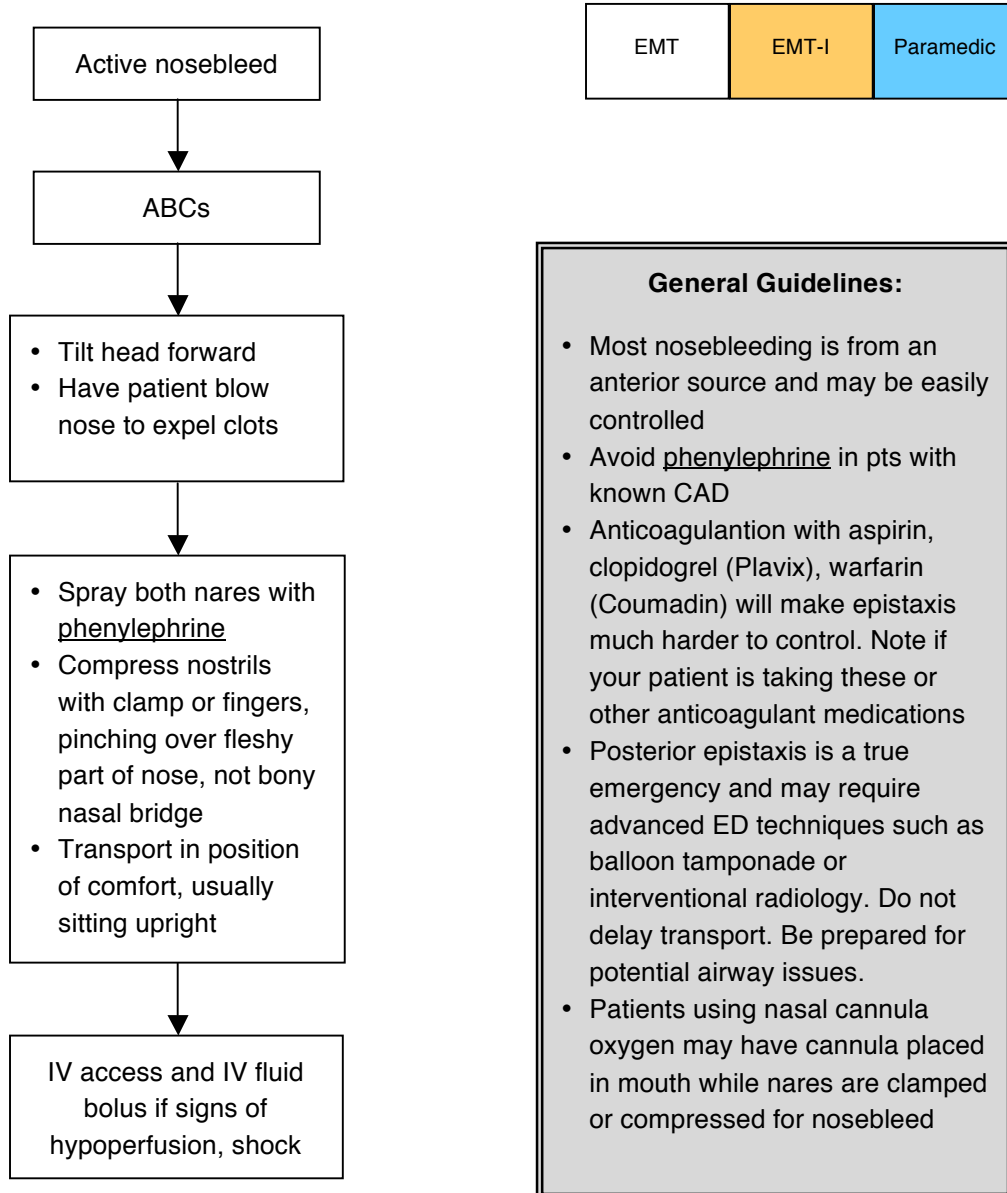 Active nosebleed
ABCs
• Tilt head forward
• Have patient blow
nose to expel clots
• Spray both nares with
phenylephrine
• Compress nostrils
with clamp or fingers,
pinching over fleshy
part of nose, not bony
nasal bridge
• Transport in position
of comfort, usually
sitting upright
IV access and IV fluid
bolus if signs of
hypoperfusion, shock
EMT
EMT-I
Paramedic
General Guidelines:
• Most nosebleeding is from an
anterior source and may be easily
controlled
• Avoid phenylephrine in pts with
known CAD
• Anticoagulantion with aspirin,
clopidogrel (Plavix), warfarin
(Coumadin) will make epistaxis
much harder to control. Note if
your patient is taking these or
other anticoagulant medications
• Posterior epistaxis is a true
emergency and may require
advanced ED techniques such as
balloon tamponade or
interventional radiology. Do not
delay transport. Be prepared for
potential airway issues.
• Patients using nasal cannula
oxygen may have cannula placed
in mouth while nares are clamped
or compressed for nosebleed